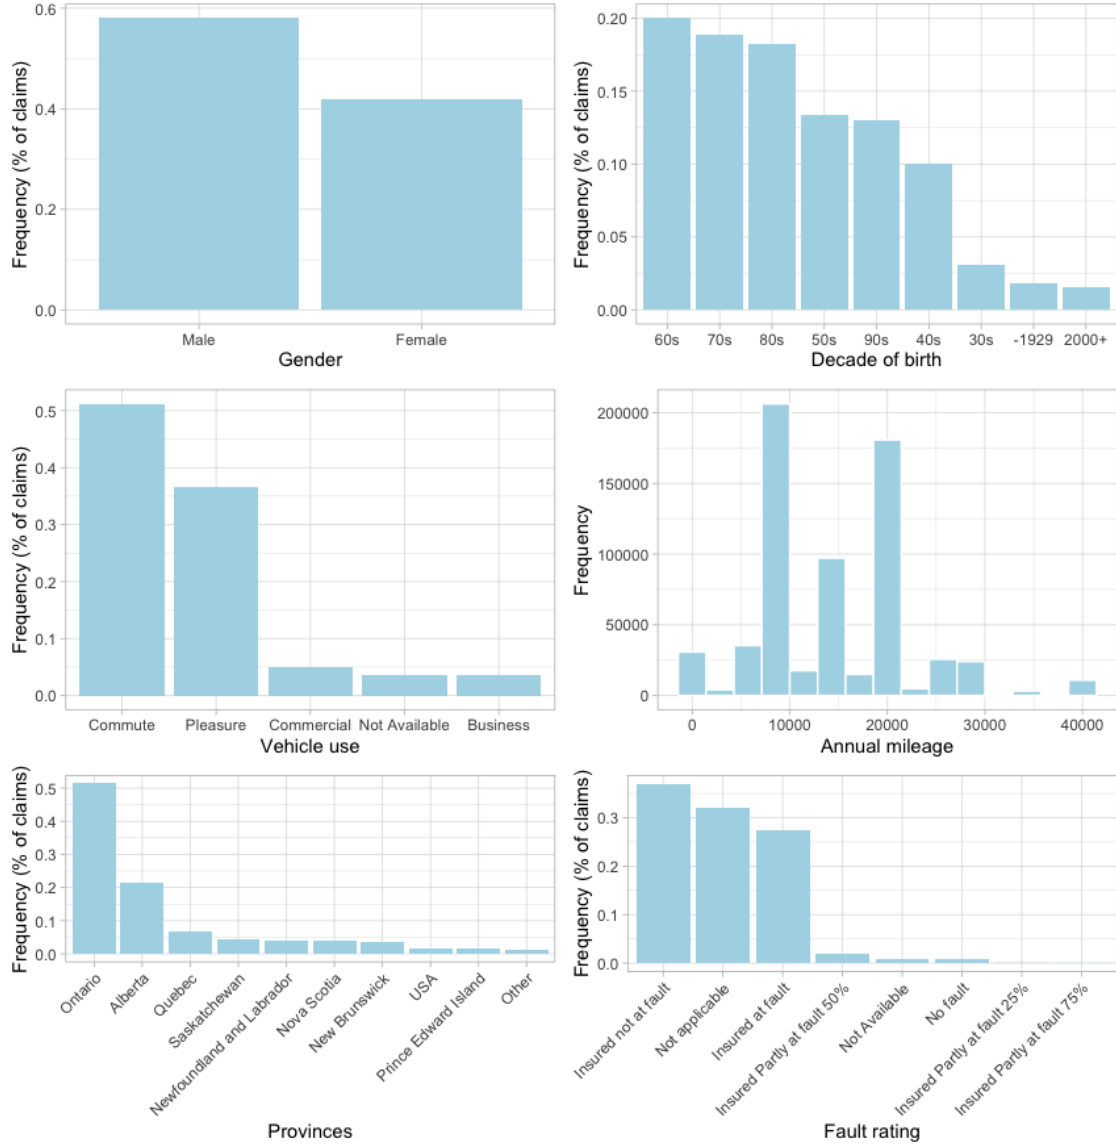 Frequency (% of claims)
0.6
0.4
0.2
0.0
Male Female
Gender
Frequency (% of claims)
0.20
0.15
0.10
0.05
0.00
60s 70s 80s 50s 90s 40s 30s -1929 2000+
Decade of birth
Frequency (% of claims)
0.5
0.4
0.3
0.2
0.1
0.0
Commute Pleasure Commercial Not Available Business
Vehicle use
Frequency
200000
150000
100000
50000
0
0 10000 20000 30000 40000
Annual mileage
Frequency (% of claims)
0.5
0.4
0.3
0.2
0.1
0.0
Ontario
Alberta
Quebec
Saskatchewan
Newfoundland and Labrador
Nova Scotia
New Brunswick
USA
Prince Edward Island
Other
Provinces
Frequency (% of claims)
0.3
0.2
0.1
0.0
Insured not at fault
Not applicable
Insured at fault
Insured Partly at fault 50%
Not Available
No fault
Insured Partly at fault 25%
Insured Partly at fault 75%
Fault rating